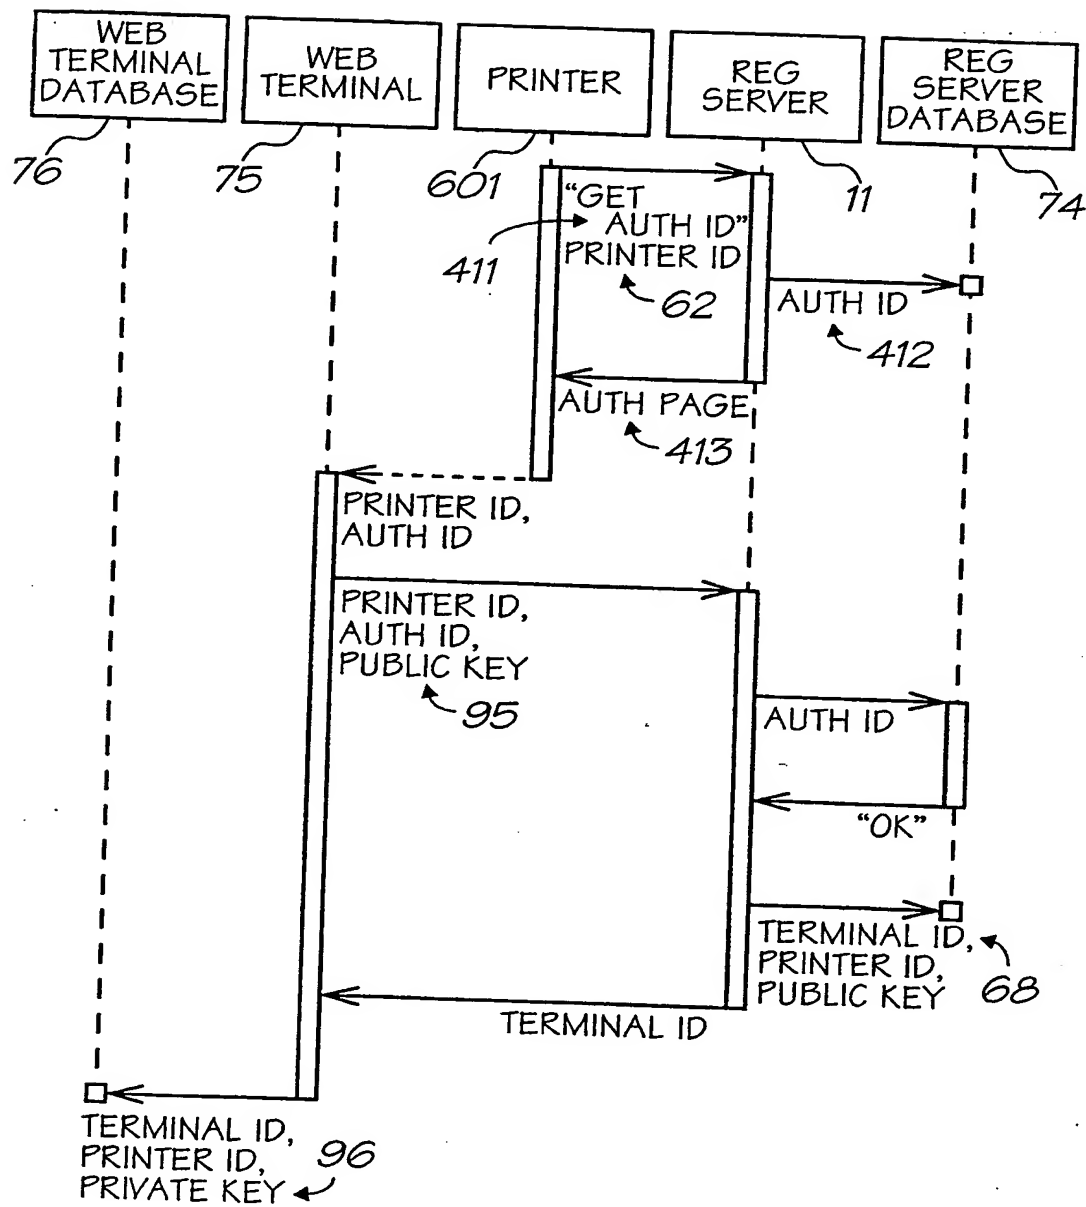 WEB
TERMINAL
DATABASE
WEB
TERMINAL
PRINTER
REG
SERVER
REG
SERVER
DATABASE
76
75
601
11
74
"GET
AUTH ID"
PRINTER ID
411
62
AUTH ID
412
AUTH PAGE
413
PRINTER ID,
AUTH ID
PRINTER ID,
AUTH ID,
PUBLIC KEY
95
AUTH ID
"OK"
TERMINAL ID,
PRINTER ID,
PUBLIC KEY
68
TERMINAL ID
TERMINAL ID,
PRINTER ID,
PRIVATE KEY
96